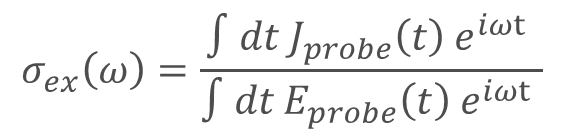 σ_ex(ω) = ∫ dt J_probe(t) e^{iωt} / ∫ dt E_probe(t) e^{iωt}